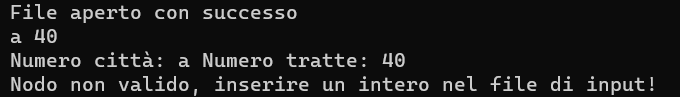 File aperto con successo
a 40
Numero città: a Numero tratte: 40
Nodo non valido, inserire un intero nel file di input!